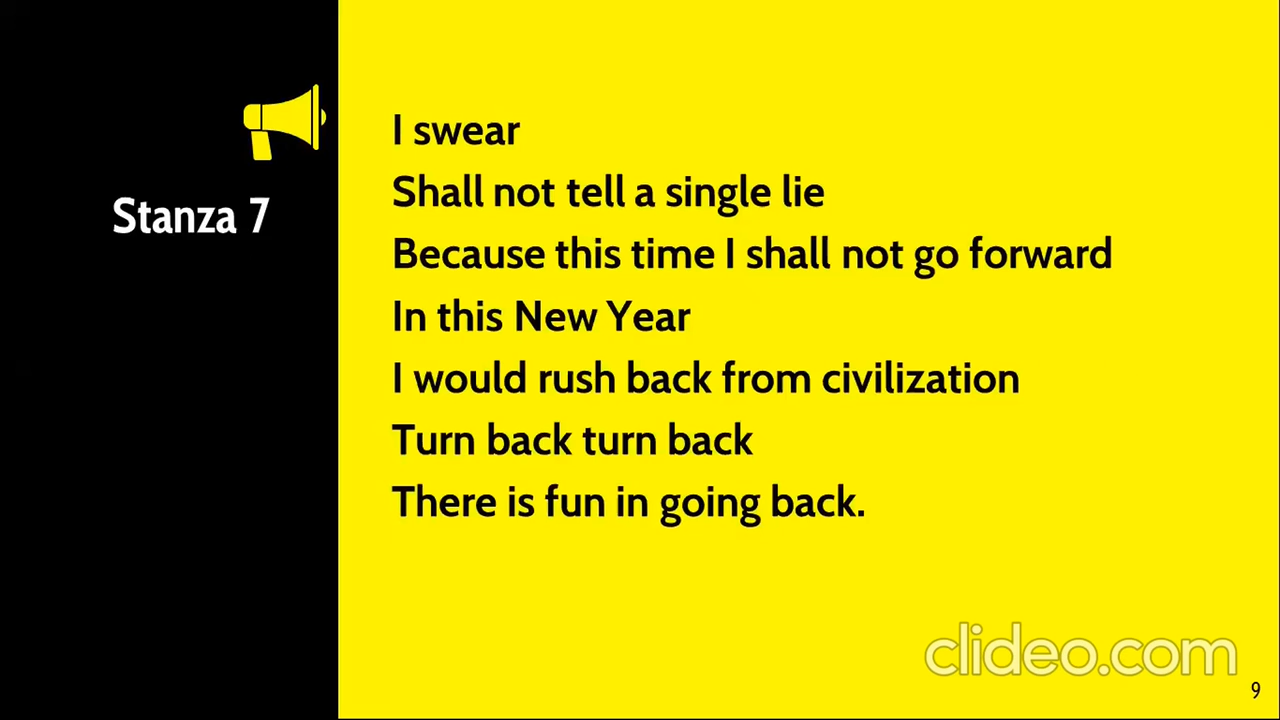 Stanza 7
I swear
Shall not tell a single lie
Because this time I shall not go forward
In this New Year
I would rush back from civilization
Turn back turn back
There is fun in going back.
clideo.com
9